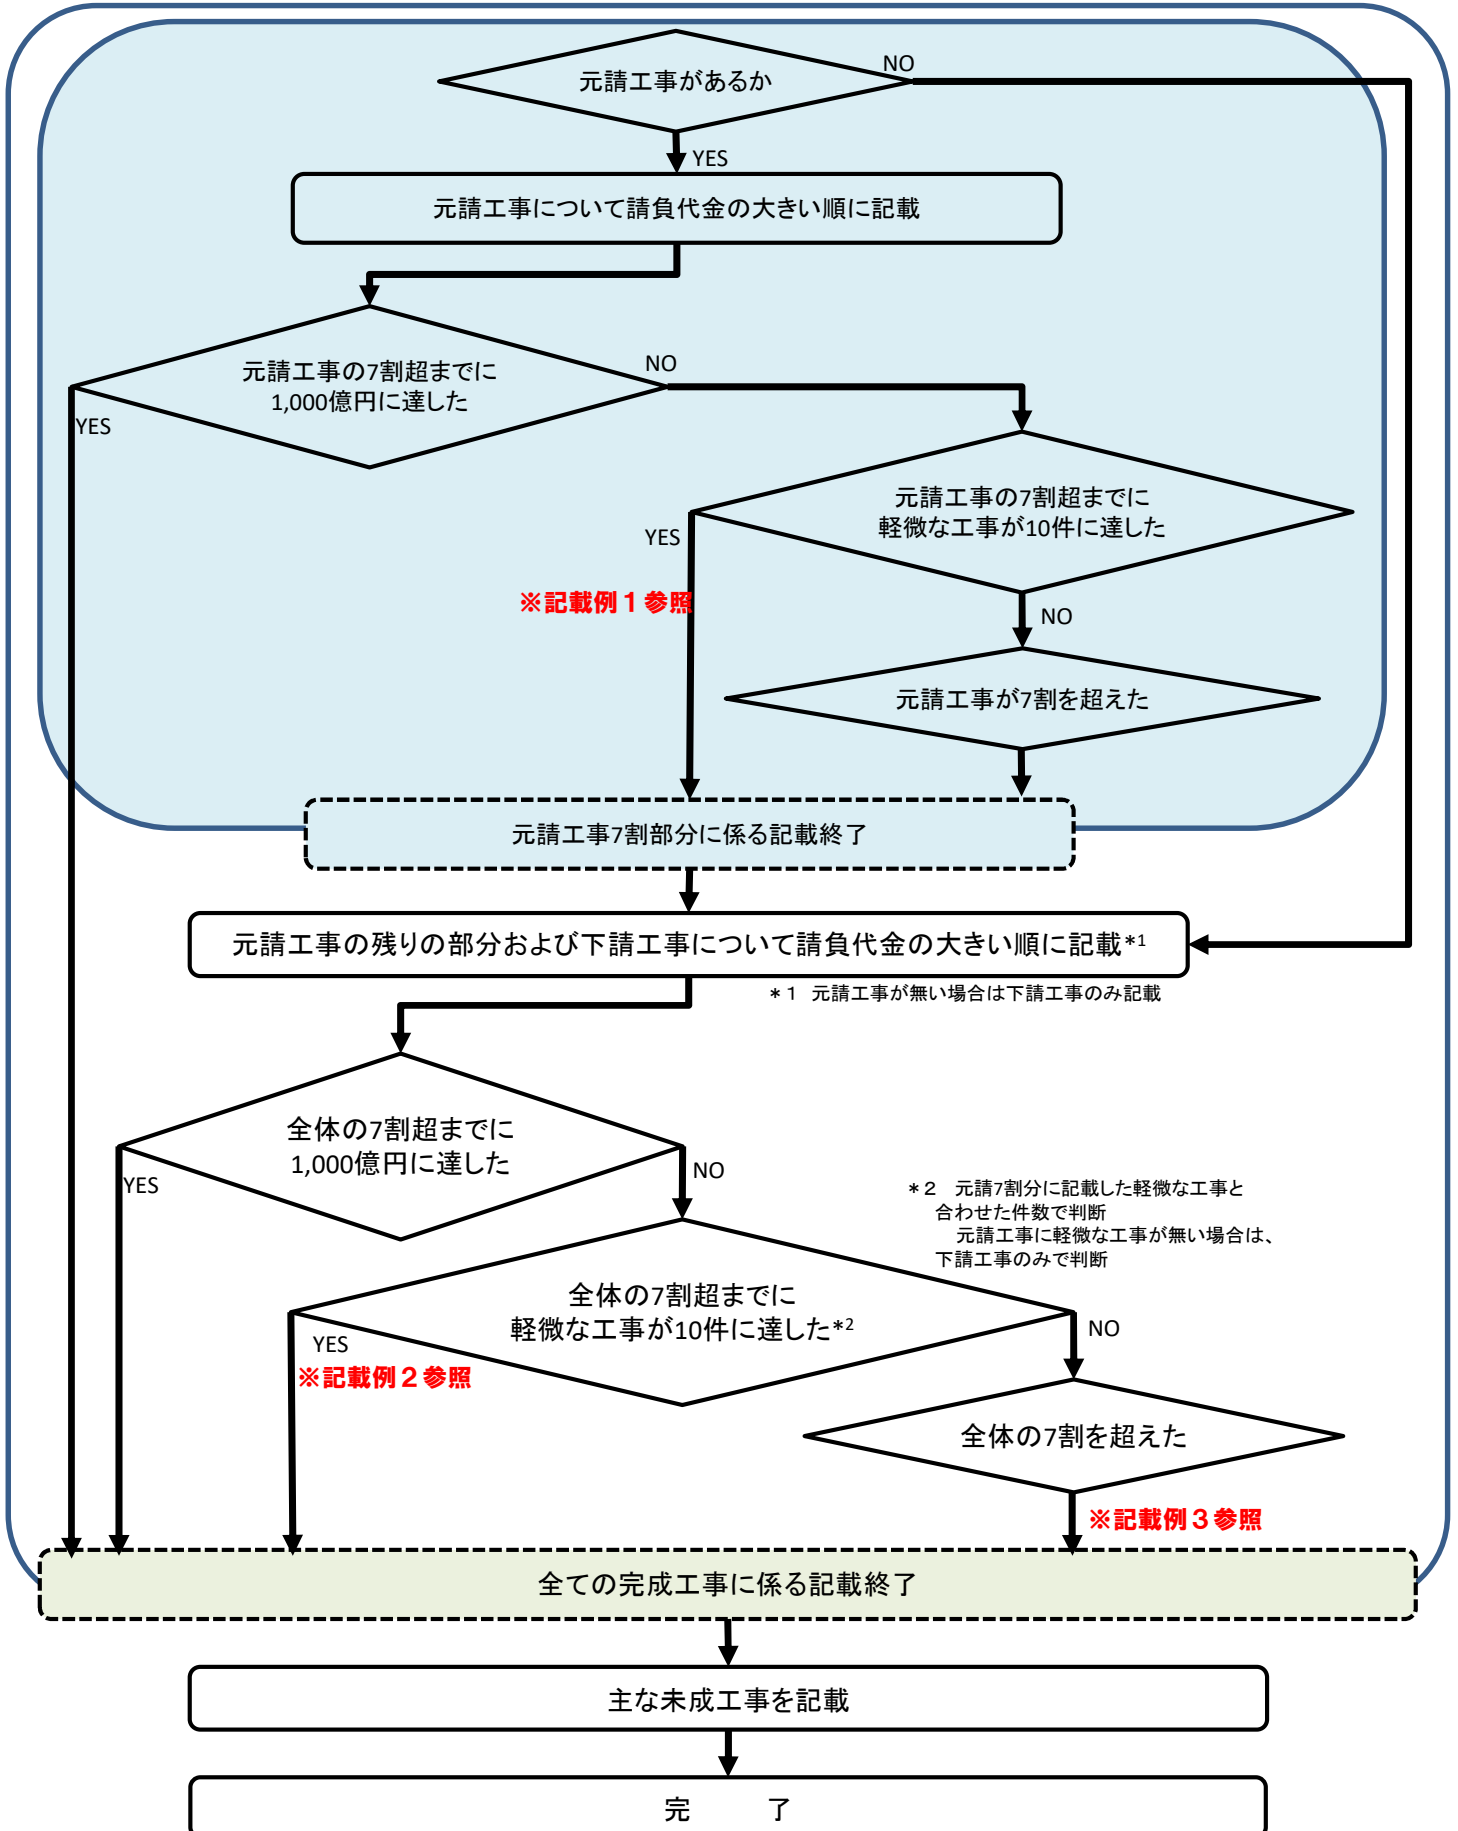 元請工事があるか
NO
YES
元請工事について請負代金の大きい順に記載
元請工事の7割超までに
1,000億円に達した
NO
YES
元請工事の7割超までに
軽微な工事が10件に達した
YES
※記載例１参照
NO
元請工事が7割を超えた
元請工事7割部分に係る記載終了
元請工事の残りの部分および下請工事について請負代金の大きい順に記載*1
＊１　元請工事が無い場合は下請工事のみ記載
全体の7割超までに
1,000億円に達した
YES
NO
＊２　元請7割分に記載した軽微な工事と
合わせた件数で判断
元請工事に軽微な工事が無い場合は、
下請工事のみで判断
全体の7割超までに
軽微な工事が10件に達した*2
YES
※記載例２参照
NO
全体の7割を超えた
※記載例３参照
全ての完成工事に係る記載終了
主な未成工事を記載
完　　　了